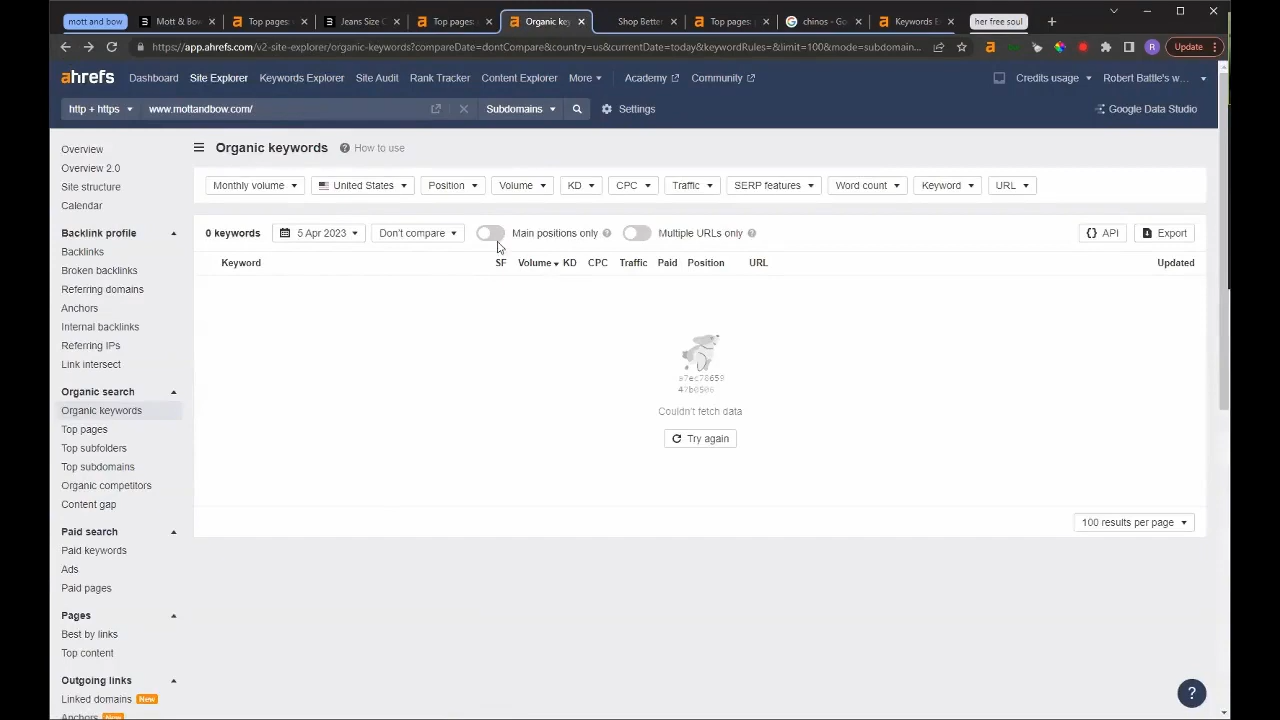 mott and bow
Mott & Bo
Top pages:
Jeans Size C
Top pages:
Organic key
Shop Better
Top pages:
chinos - Go
Keywords E
her free soul
https://app.ahrefs.com/v2-site-explorer/organic-keywords?compareDate=dontCompare&country=us&currentDate=today&keywordRules=&limit=100&mode=subdomain...
R
Update
ahrefs
Dashboard
Site Explorer
Keywords Explorer
Site Audit
Rank Tracker
Content Explorer
More
Academy
Community
Credits usage
Robert Battle's w...
http + https
www.mottandbow.com/
Subdomains
Settings
Google Data Studio
Overview
Overview 2.0
Site structure
Calendar
Backlink profile
Backlinks
Broken backlinks
Referring domains
Anchors
Internal backlinks
Referring IPs
Link intersect
Organic search
Organic keywords
Top pages
Top subfolders
Top subdomains
Organic competitors
Content gap
Paid search
Paid keywords
Ads
Paid pages
Pages
Best by links
Top content
Outgoing links
Linked domains New
Anchors New
Organic keywords ? How to use
Monthly volume
United States
Position
Volume
KD
CPC
Traffic
SERP features
Word count
Keyword
URL
0 keywords
5 Apr 2023
Don't compare
Main positions only ?
Multiple URLs only ?
{} API
Export
Keyword SF Volume KD CPC Traffic Paid Position URL Updated
Couldn't fetch data
Try again
100 results per page
?